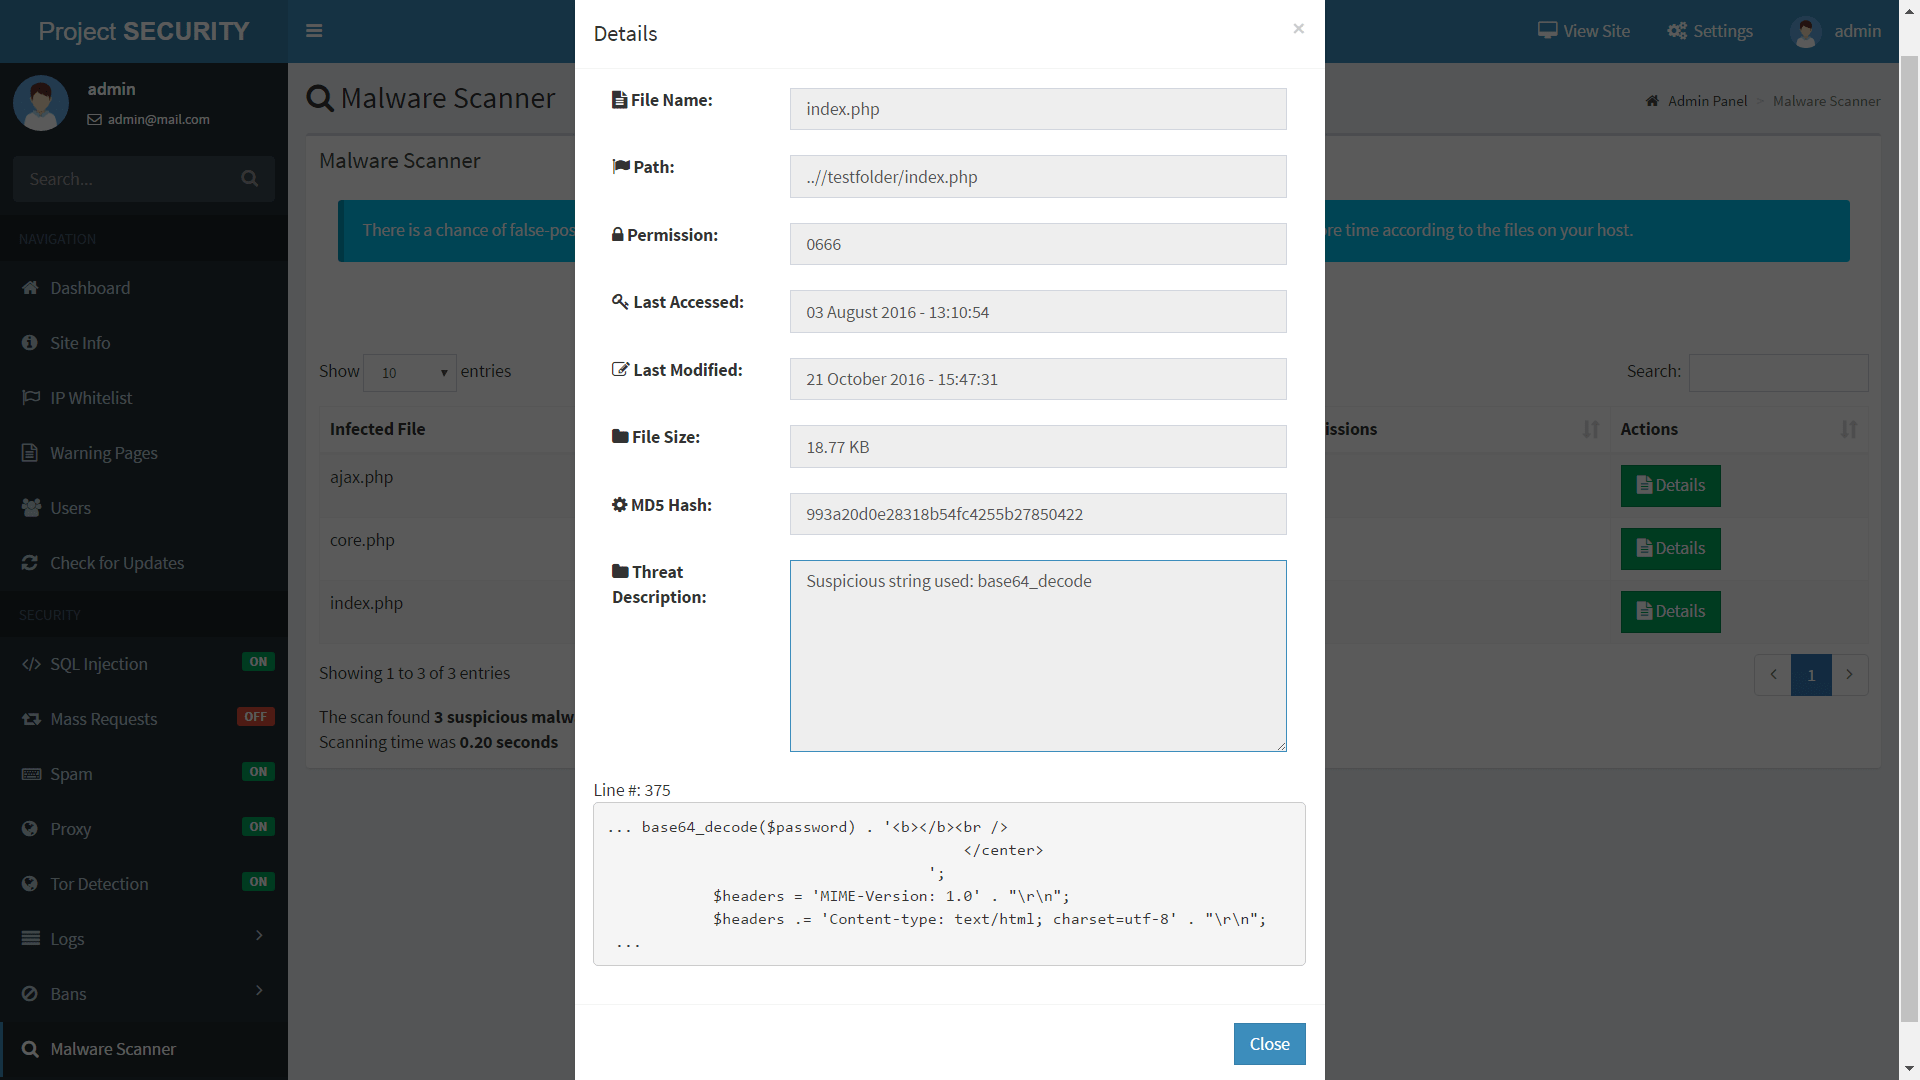 Project SECURITY
View Site
Settings
admin
admin
admin@mail.com
Search...
NAVIGATION
Dashboard
Site Info
IP Whitelist
Warning Pages
Users
Check for Updates
SECURITY
SQL Injection ON
Mass Requests OFF
Spam ON
Proxy ON
Tor Detection ON
Logs
Bans
Malware Scanner
Malware Scanner
Admin Panel > Malware Scanner
Malware Scanner
There is a chance of false-pos
re time according to the files on your host.
Show 10 entries
Search:
Infected File
issions
Actions
ajax.php
Details
core.php
Details
index.php
Details
Showing 1 to 3 of 3 entries
< 1 >
The scan found 3 suspicious malw
Scanning time was 0.20 seconds
Details
×
File Name:
index.php
Path:
..//testfolder/index.php
Permission:
0666
Last Accessed:
03 August 2016 - 13:10:54
Last Modified:
21 October 2016 - 15:47:31
File Size:
18.77 KB
MD5 Hash:
993a20d0e28318b54fc4255b27850422
Threat
Description:
Suspicious string used: base64_decode
Line #: 375
... base64_decode($password) . '<b></b><br />
</center>
';
$headers = 'MIME-Version: 1.0' . "\r\n";
$headers .= 'Content-type: text/html; charset=utf-8' . "\r\n";
...
Close